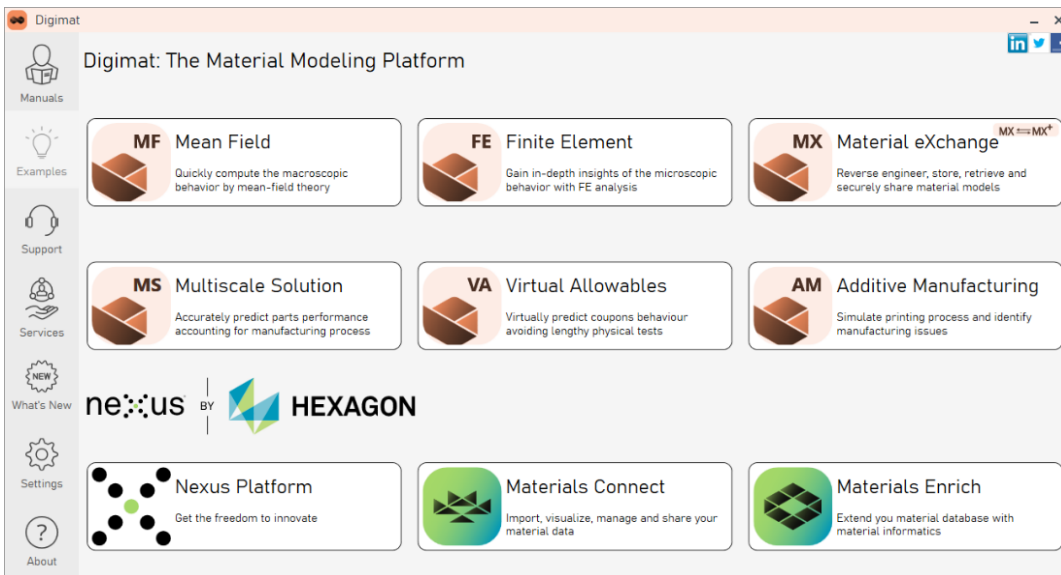 Digimat
in
Manuals
Examples
Support
Services
NEW
What's New
Settings
?
About
Digimat: The Material Modeling Platform
MF Mean Field
Quickly compute the macroscopic
behavior by mean-field theory
FE Finite Element
Gain in-depth insights of the microscopic
behavior with FE analysis
MX Material eXchange
MX ⇆ MX+
Reverse engineer, store, retrieve and
securely share material models
MS Multiscale Solution
Accurately predict parts performance
accounting for manufacturing process
VA Virtual Allowables
Virtually predict coupons behaviour
avoiding lengthy physical tests
AM Additive Manufacturing
Simulate printing process and identify
manufacturing issues
nexus BY HEXAGON
Nexus Platform
Get the freedom to innovate
Materials Connect
Import, visualize, manage and share your
material data
Materials Enrich
Extend you material database with
material informatics